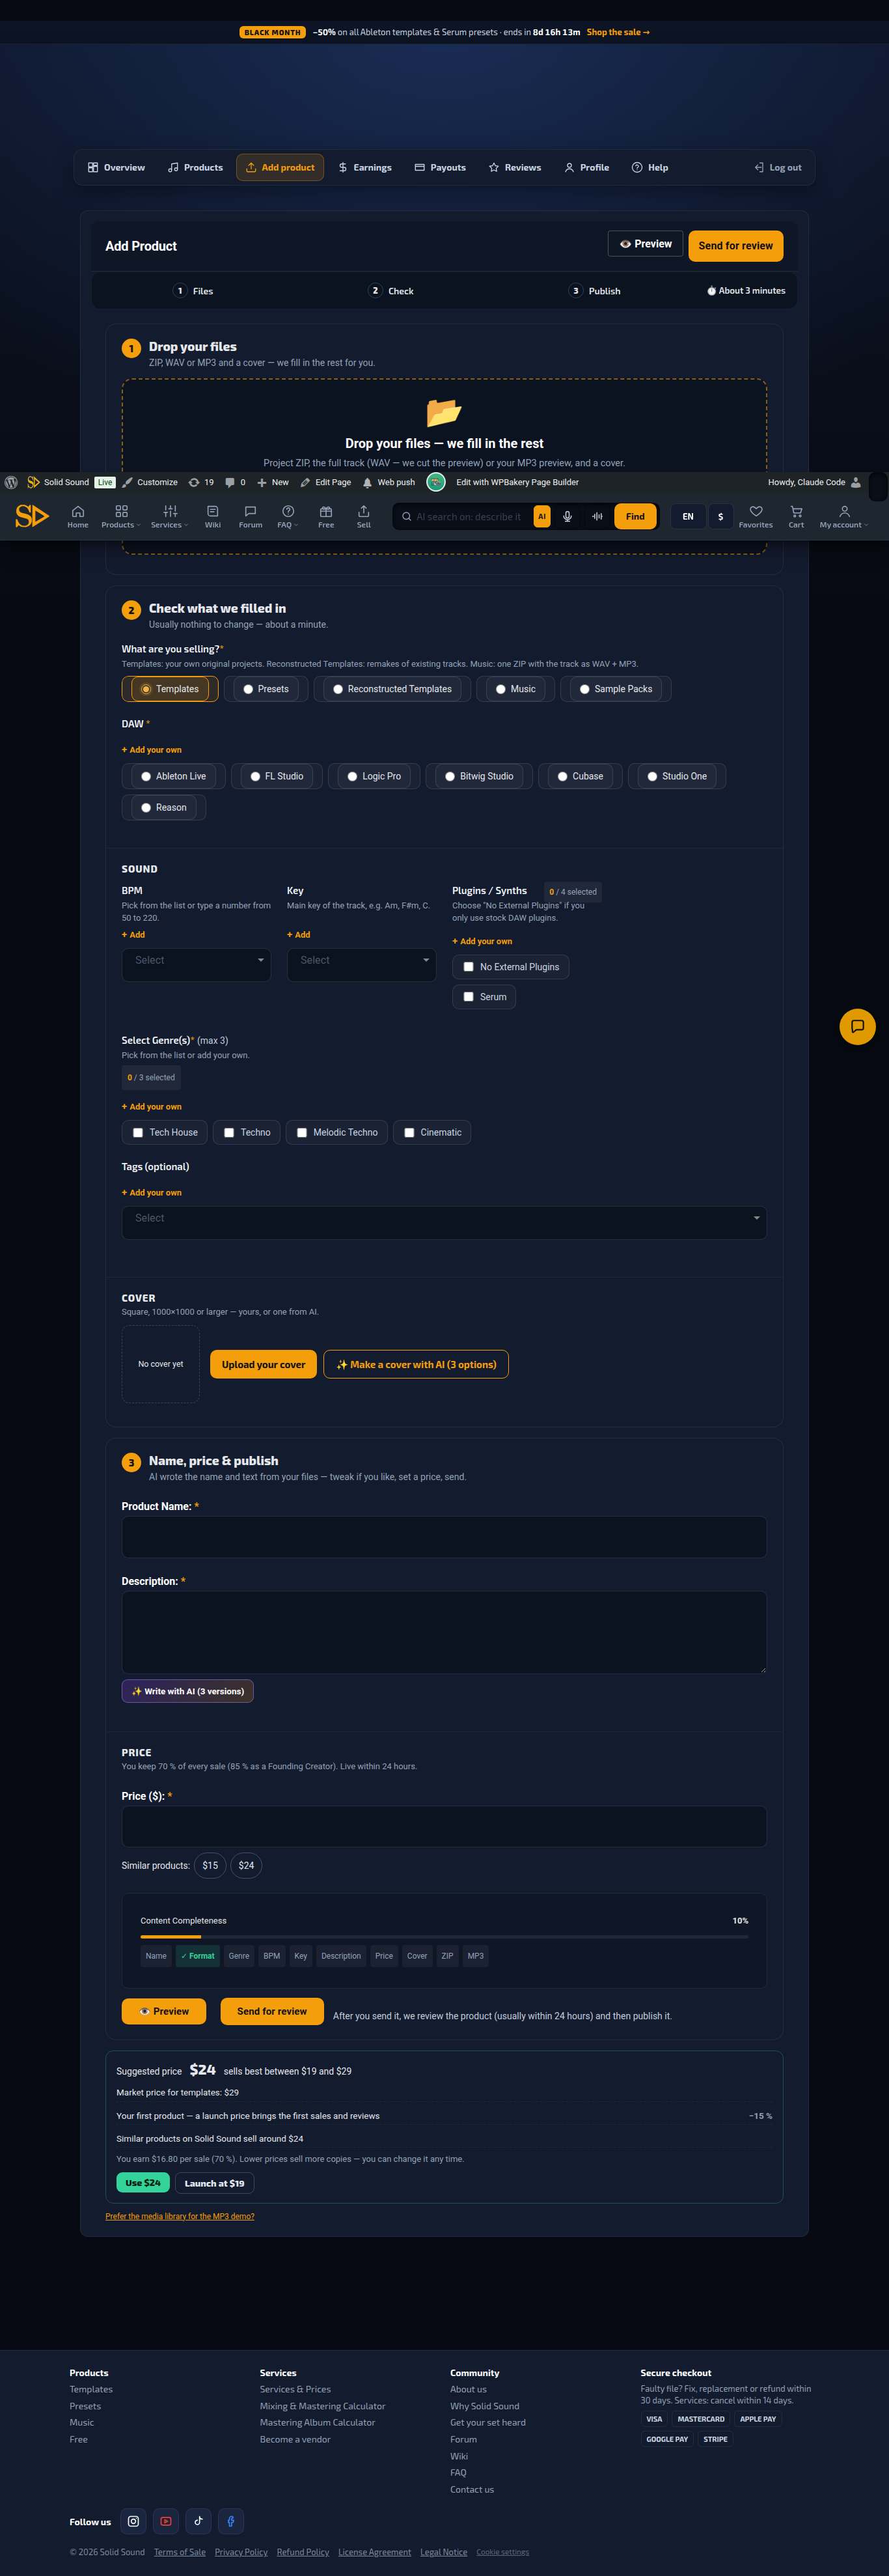 BLACK MONTH −50% on all Ableton templates & Serum presets · ends in 8d 16h 13m Shop the sale →
Overview Products Add product Earnings Payouts Reviews Profile Help Log out
Add Product
Preview Send for review
1 Files 2 Check 3 Publish About 3 minutes
1 Drop your files
ZIP, WAV or MP3 and a cover — we fill in the rest for you.
Drop your files — we fill in the rest
Project ZIP, the full track (WAV — we cut the preview) or your MP3 preview, and a cover.
Solid Sound Live Customize 19 0 New Edit Page Web push Edit with WPBakery Page Builder Howdy, Claude Code
Home Products Services Wiki Forum FAQ Free Sell AI search on: describe it AI Find EN $ Favorites Cart My account
2 Check what we filled in
Usually nothing to change — about a minute.
What are you selling?*
Templates: your own original projects. Reconstructed Templates: remakes of existing tracks. Music: one ZIP with the track as WAV + MP3.
Templates Presets Reconstructed Templates Music Sample Packs
DAW *
+ Add your own
Ableton Live FL Studio Logic Pro Bitwig Studio Cubase Studio One
Reason
SOUND
BPM
Pick from the list or type a number from
50 to 220.
+ Add
Select
Key
Main key of the track, e.g. Am, F#m, C.
+ Add
Select
Plugins / Synths 0 / 4 selected
Choose "No External Plugins" if you
only use stock DAW plugins.
+ Add your own
No External Plugins
Serum
Select Genre(s)* (max 3)
Pick from the list or add your own.
0 / 3 selected
+ Add your own
Tech House Techno Melodic Techno Cinematic
Tags (optional)
+ Add your own
Select
COVER
Square, 1000×1000 or larger — yours, or one from AI.
No cover yet Upload your cover ✨ Make a cover with AI (3 options)
3 Name, price & publish
AI wrote the name and text from your files — tweak if you like, set a price, send.
Product Name: *
Description: *
✨ Write with AI (3 versions)
PRICE
You keep 70 % of every sale (85 % as a Founding Creator). Live within 24 hours.
Price ($): *
Similar products: $15 $24
Content Completeness 10%
Name ✓ Format Genre BPM Key Description Price Cover ZIP MP3
Preview Send for review After you send it, we review the product (usually within 24 hours) and then publish it.
Suggested price $24 sells best between $19 and $29
Market price for templates: $29
Your first product — a launch price brings the first sales and reviews −15 %
Similar products on Solid Sound sell around $24
You earn $16.80 per sale (70 %). Lower prices sell more copies — you can change it any time.
Use $24 Launch at $19
Prefer the media library for the MP3 demo?
Products
Templates
Presets
Music
Free
Services
Services & Prices
Mixing & Mastering Calculator
Mastering Album Calculator
Become a vendor
Community
About us
Why Solid Sound
Get your set heard
Forum
Wiki
FAQ
Contact us
Secure checkout
Faulty file? Fix, replacement or refund within
30 days. Services: cancel within 14 days.
VISA MASTERCARD APPLE PAY
GOOGLE PAY STRIPE
Follow us
© 2026 Solid Sound Terms of Sale Privacy Policy Refund Policy License Agreement Legal Notice Cookie settings